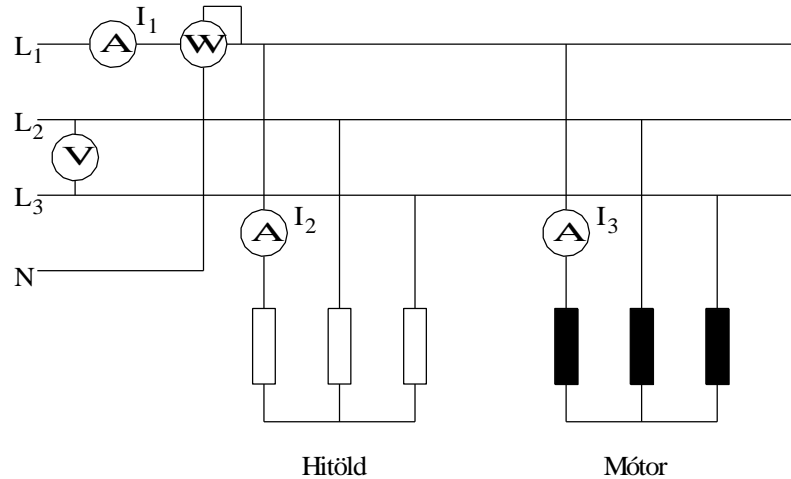 I₁
L₁ A W
L₂
V
L₃
A I₂ A I₃
N
Hitöld Mótor